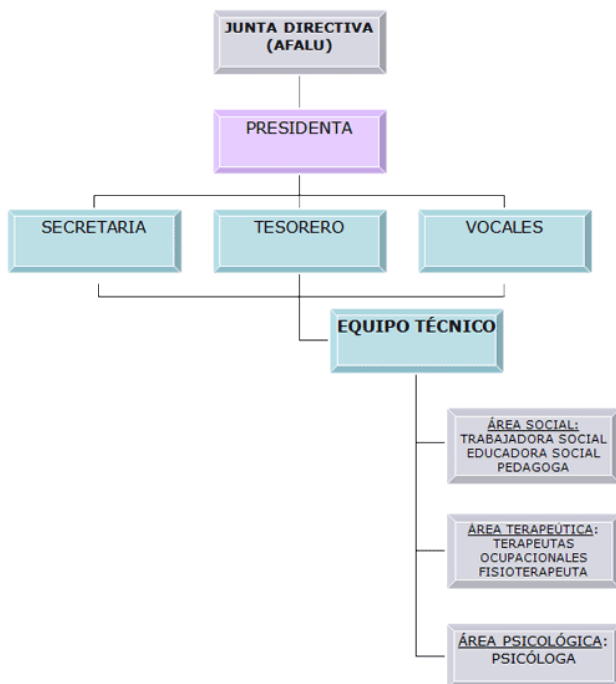 JUNTA DIRECTIVA
(AFALU)
PRESIDENTA
SECRETARIA
TESORERO
VOCALES
EQUIPO TÉCNICO
ÁREA SOCIAL:
TRABAJADORA SOCIAL
EDUCADORA SOCIAL
PEDAGOGA
ÁREA TERAPEÚTICA:
TERAPEUTAS
OCUPACIONALES
FISIOTERAPEUTA
ÁREA PSICOLÓGICA:
PSICÓLOGA